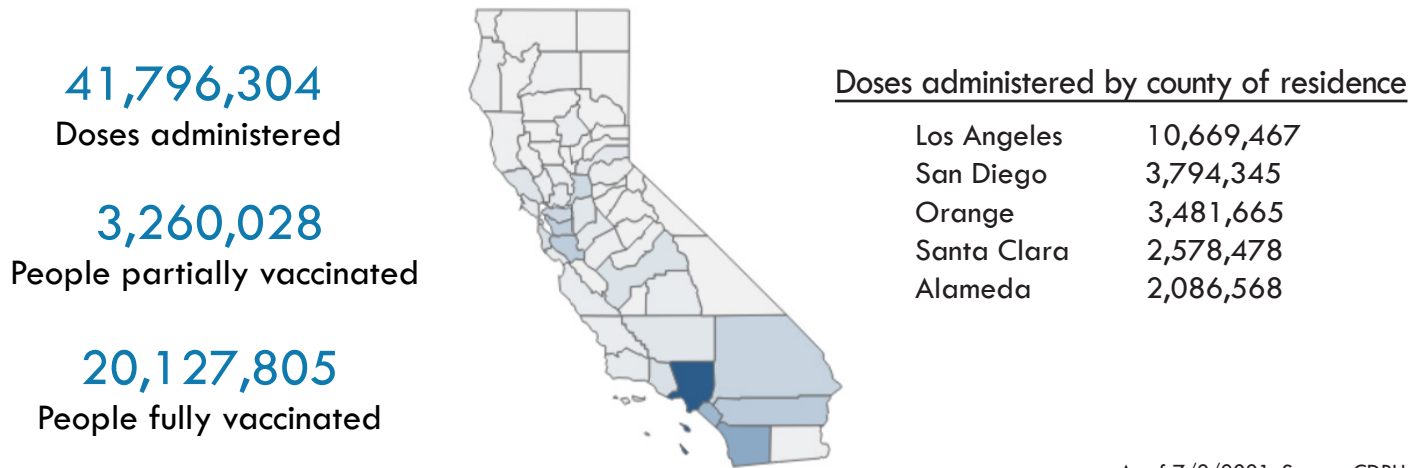 41,796,304
Doses administered
3,260,028
People partially vaccinated
20,127,805
People fully vaccinated
Doses administered by county of residence
Los Angeles 10,669,467
San Diego 3,794,345
Orange 3,481,665
Santa Clara 2,578,478
Alameda 2,086,568